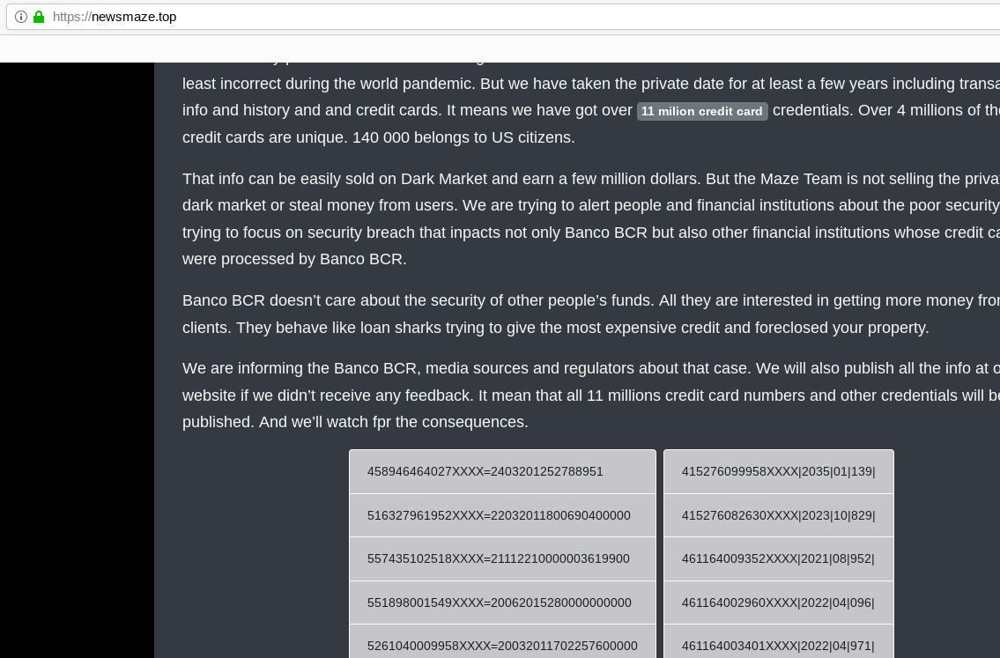 https://newsmaze.top
least incorrect during the world pandemic. But we have taken the private date for at least a few years including
info and history and and credit cards. It means we have got over 11 milion credit card credentials. Over 4 millions of
credit cards are unique. 140 000 belongs to US citizens.
That info can be easily sold on Dark Market and earn a few million dollars. But the Maze Team is not selling the
dark market or steal money from users. We are trying to alert people and financial institutions about the poor security
trying to focus on security breach that inpacts not only Banco BCR but also other financial institutions whose credit
were processed by Banco BCR.
Banco BCR doesn’t care about the security of other people’s funds. All they are interested in getting more money
clients. They behave like loan sharks trying to give the most expensive credit and foreclosed your property.
We are informing the Banco BCR, media sources and regulators about that case. We will also publish all the info at
website if we didn’t receive any feedback. It mean that all 11 millions credit card numbers and other credentials will
published. And we’ll watch fpr the consequences.
458946464027XXXX=2403201252788951
415276099958XXXX|2035|01|139|
516327961952XXXX=22032011800690400000
415276082630XXXX|2023|10|829|
557435102518XXXX=21112210000003619900
461164009352XXXX|2021|08|952|
551898001549XXXX=20062015280000000000
461164002960XXXX|2022|04|096|
5261040009958XXXX=20032011702257600000
461164003401XXXX|2022|04|971|